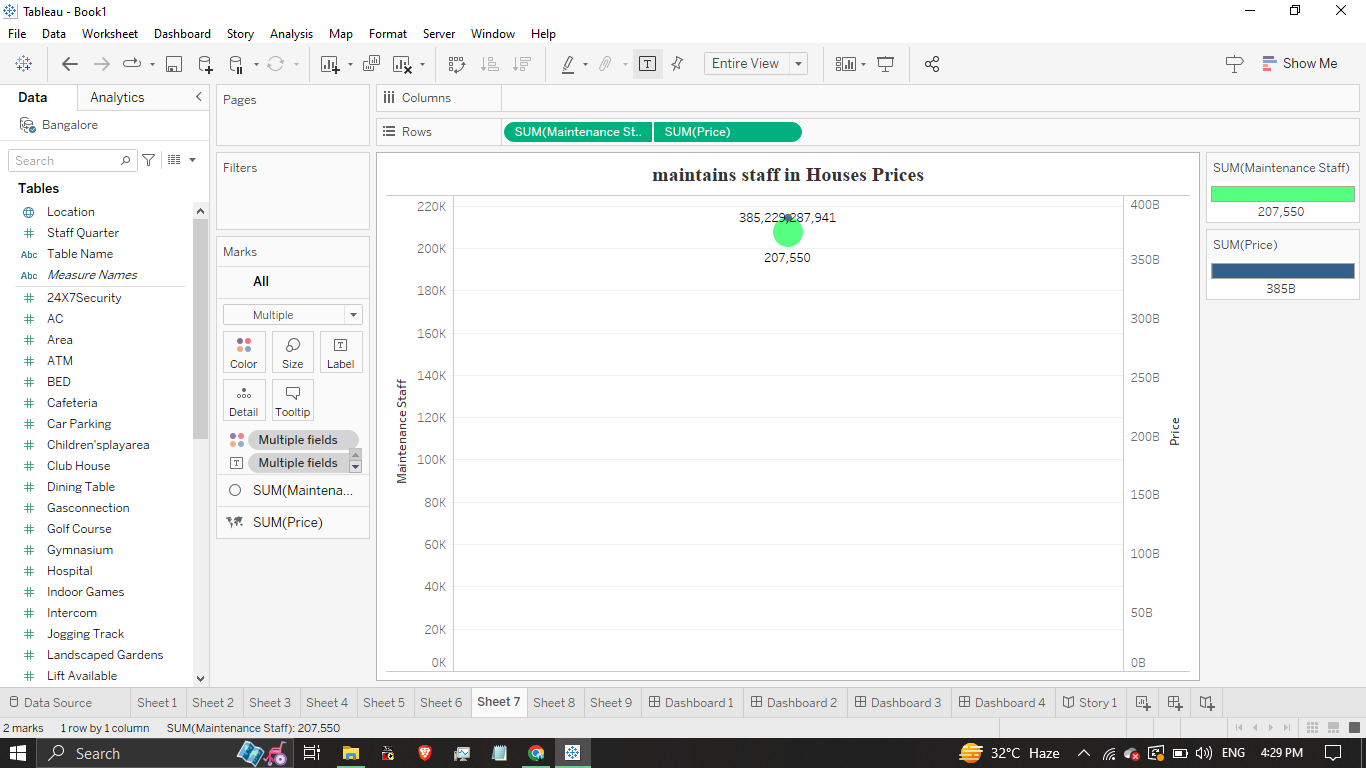 Tableau - Book1
File Data Worksheet Dashboard Story Analysis Map Format Server Window Help
Entire View
Show Me
Data Analytics
Bangalore
Search
Tables
Location
Staff Quarter
Abc Table Name
Abc Measure Names
24X7Security
AC
Area
ATM
BED
Cafeteria
Car Parking
Children'splayarea
Club House
Dining Table
Gasconnection
Golf Course
Gymnasium
Hospital
Indoor Games
Intercom
Jogging Track
Landscaped Gardens
Lift Available
Pages
Filters
Marks
All
Multiple
Color Size Label
Detail Tooltip
Multiple fields
Multiple fields
SUM(Maintena...
SUM(Price)
Columns
Rows SUM(Maintenance St.. SUM(Price)
maintains staff in Houses Prices
Maintenance Staff
220K
200K
180K
160K
140K
120K
100K
80K
60K
40K
20K
0K
385,229,287,941
207,550
400B
350B
300B
250B
200B
150B
100B
50B
0B
Price
SUM(Maintenance Staff)
207,550
SUM(Price)
385B
Data Source Sheet 1 Sheet 2 Sheet 3 Sheet 4 Sheet 5 Sheet 6 Sheet 7 Sheet 8 Sheet 9 Dashboard 1 Dashboard 2 Dashboard 3 Dashboard 4 Story 1
2 marks 1 row by 1 column SUM(Maintenance Staff): 207,550
Search 32°C Haze ENG 4:29 PM